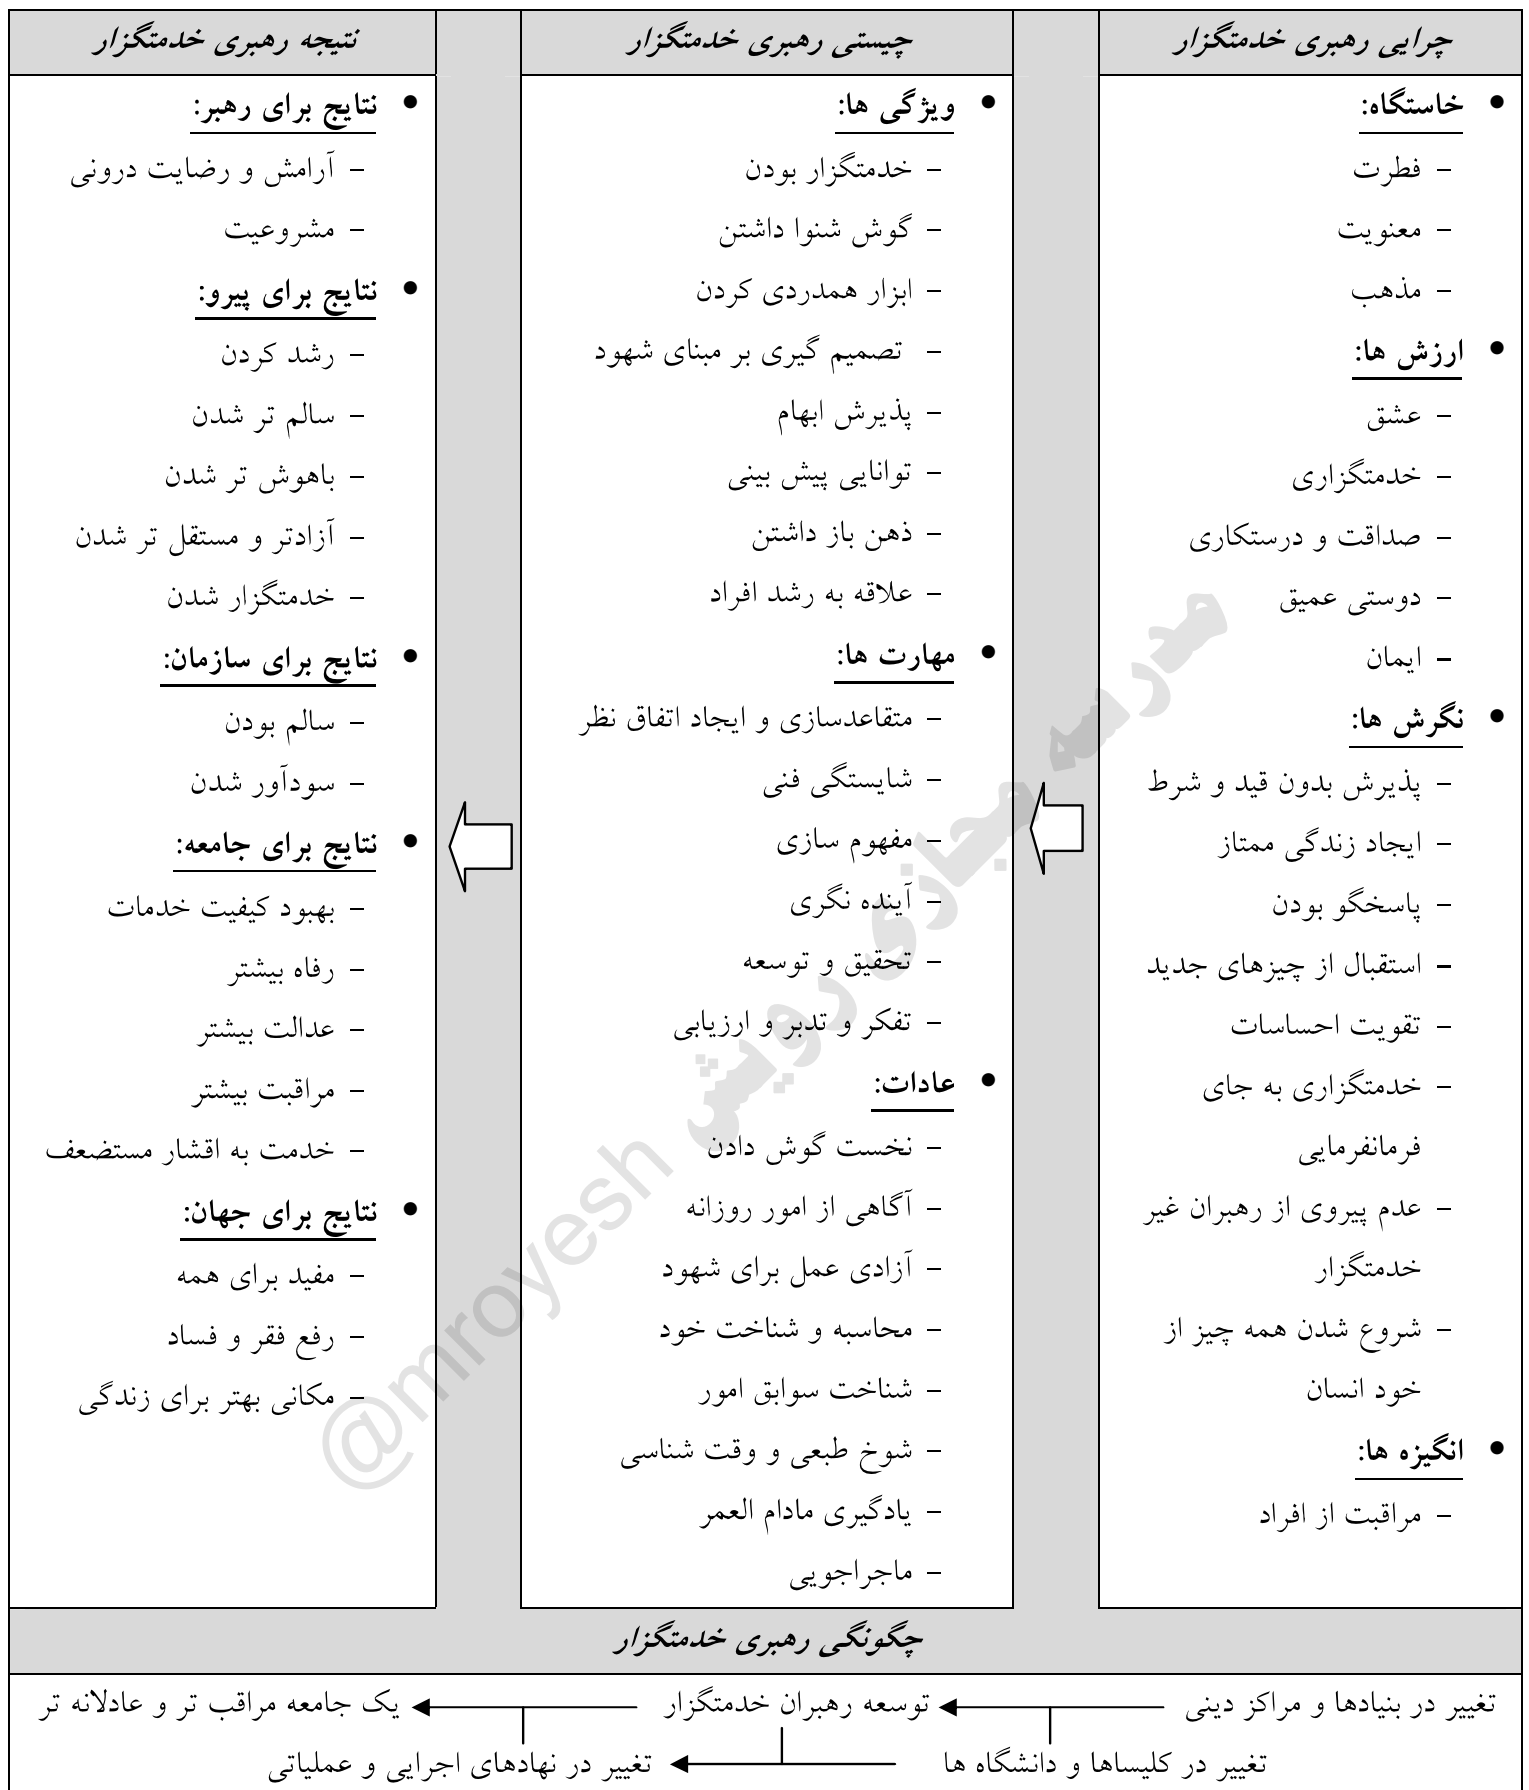 چرایی رهبری خدمتگزار
• خاستگاه:
– فطرت
– معنویت
– مذهب
• ارزش ها:
– عشق
– خدمتگزاری
– صداقت و درستکاری
– دوستی عمیق
– ایمان
• نگرش ها:
– پذیرش بدون قید و شرط
– ایجاد زندگی ممتاز
– پاسخگو بودن
– استقبال از چیزهای جدید
– تقویت احساسات
– خدمتگزاری به جای
فرمانفرمایی
– عدم پیروی از رهبران غیر
خدمتگزار
– شروع شدن همه چیز از
خود انسان
• انگیزه ها:
– مراقبت از افراد
چیستی رهبری خدمتگزار
• ویژگی ها:
– خدمتگزار بودن
– گوش شنوا داشتن
– ابزار همدردی کردن
– تصمیم گیری بر مبنای شهود
– پذیرش ابهام
– توانایی پیش بینی
– ذهن باز داشتن
– علاقه به رشد افراد
• مهارت ها:
– متقاعدسازی و ایجاد اتفاق نظر
– شایستگی فنی
– مفهوم سازی
– آینده نگری
– تحقیق و توسعه
– تفکر و تدبر و ارزیابی
• عادات:
– نخست گوش دادن
– آگاهی از امور روزانه
– آزادی عمل برای شهود
– محاسبه و شناخت خود
– شناخت سوابق امور
– شوخ طبعی و وقت شناسی
– یادگیری مادام العمر
– ماجراجویی
نتیجه رهبری خدمتگزار
• نتایج برای رهبر:
– آرامش و رضایت درونی
– مشروعیت
• نتایج برای پیرو:
– رشد کردن
– سالم تر شدن
– باهوش تر شدن
– آزادتر و مستقل تر شدن
– خدمتگزار شدن
• نتایج برای سازمان:
– سالم بودن
– سودآور شدن
• نتایج برای جامعه:
– بهبود کیفیت خدمات
– رفاه بیشتر
– عدالت بیشتر
– مراقبت بیشتر
– خدمت به اقشار مستضعف
• نتایج برای جهان:
– مفید برای همه
– رفع فقر و فساد
– مکانی بهتر برای زندگی
چگونگی رهبری خدمتگزار
تغییر در بنیادها و مراکز دینی توسعه رهبران خدمتگزار یک جامعه مراقب تر و عادلانه تر
تغییر در کلیساها و دانشگاه ها تغییر در نهادهای اجرایی و عملیاتی
مدرسه مجازی رویش @mroyesh